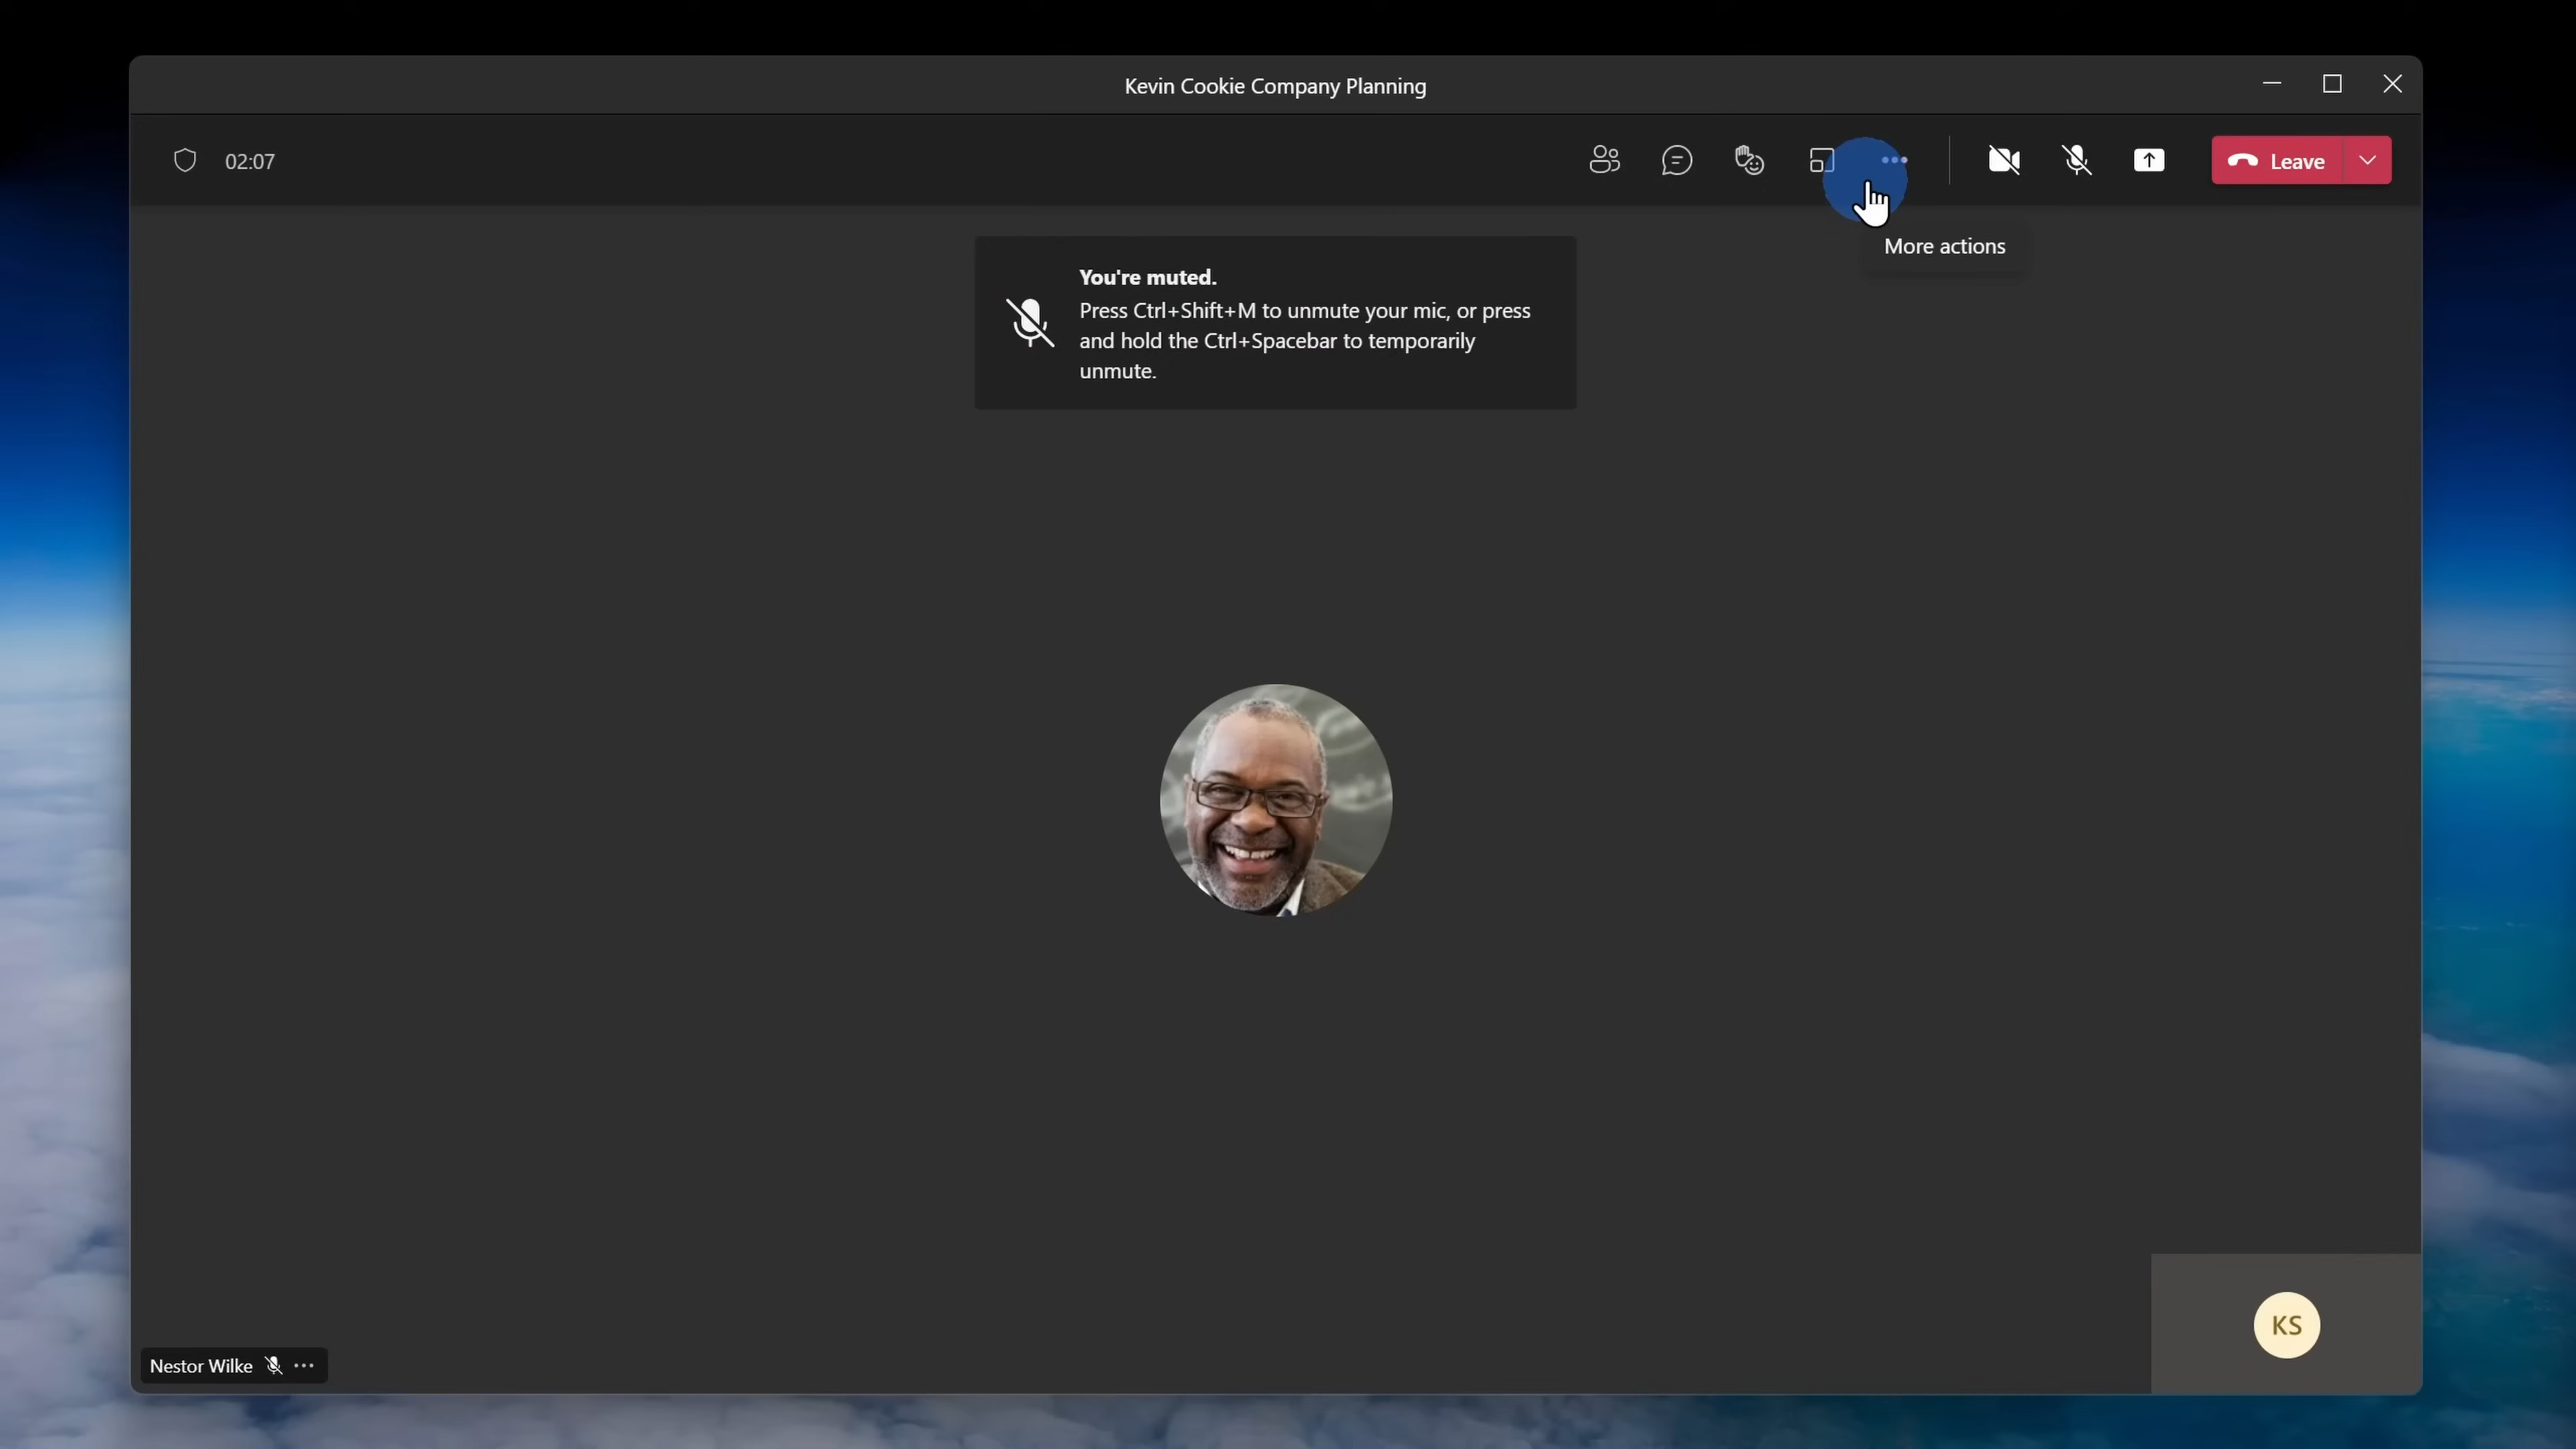 Kevin Cookie Company Planning
02:07
Leave
More actions
You're muted.
Press Ctrl+Shift+M to unmute your mic, or press
and hold the Ctrl+Spacebar to temporarily
unmute.
KS
Nestor Wilke